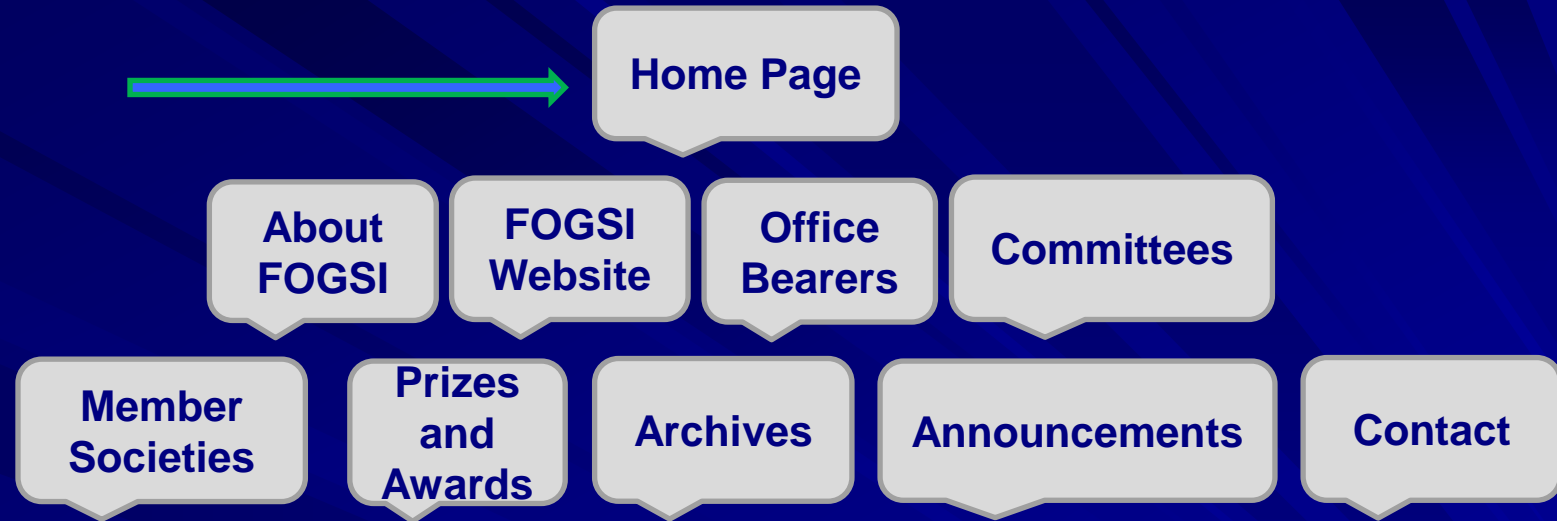 Home Page
About
FOGSI
FOGSI
Website
Office
Bearers
Committees
Member
Societies
Prizes
and
Awards
Archives
Announcements
Contact